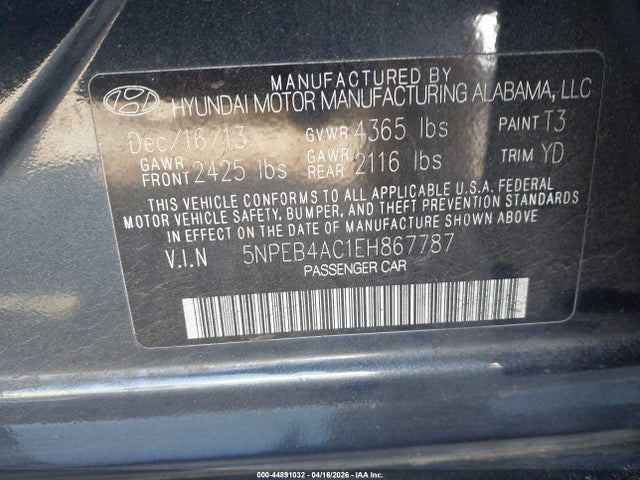 MANUFACTURED BY
HYUNDAI MOTOR MANUFACTURING ALABAMA, LLC
Dec/16/13 GVWR 4365 lbs PAINT T3
GAWR FRONT 2425 lbs GAWR REAR 2116 lbs TRIM YD
THIS VEHICLE CONFORMS TO ALL APPLICABLE U.S.A. FEDERAL
MOTOR VEHICLE SAFETY, BUMPER, AND THEFT PREVENTION STANDARDS
IN EFFECT ON THE DATE OF MANUFACTURE SHOWN ABOVE
V.I.N 5NPEB4AC1EH867787
PASSENGER CAR
000-44891032 - 04/16/2026 - IAA Inc.